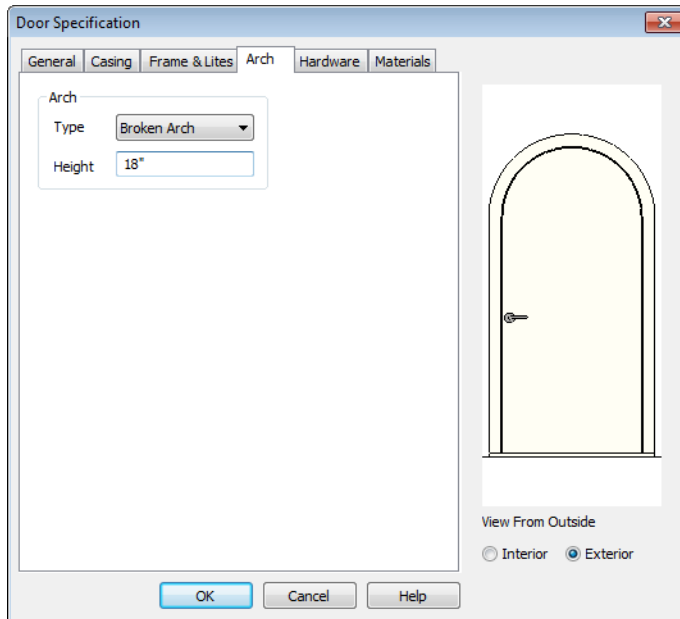 Door Specification
General Casing Frame & Lites Arch Hardware Materials
Arch
Type Broken Arch
Height 18"
View From Outside
Interior Exterior
OK Cancel Help